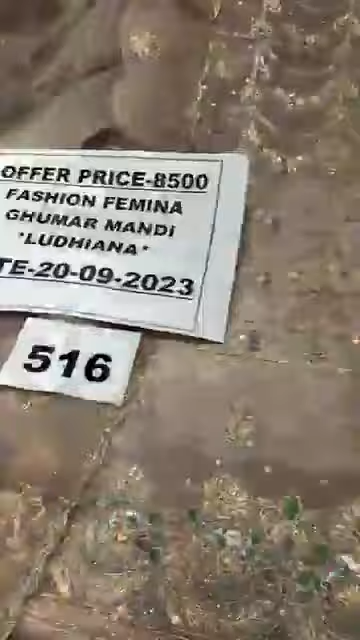 OFFER PRICE-8500
FASHION FEMINA
GHUMAR MANDI
*LUDHIANA*
TE-20-09-2023
516